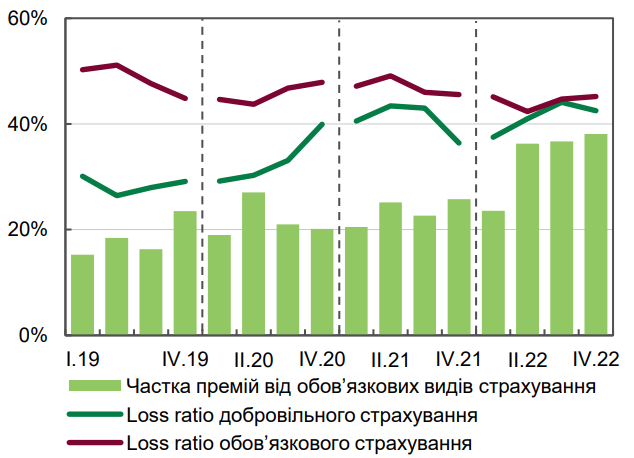 60%
40%
20%
0%
I.19 IV.19 II.20 IV.20 II.21 IV.21 II.22 IV.22
Частка премій від обов’язкових видів страхування
Loss ratio добровільного страхування
Loss ratio обов’язкового страхування